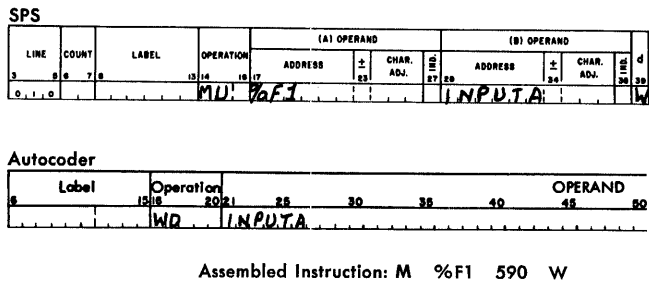 SPS
(A) OPERAND (B) OPERAND d
LINE COUNT LABEL OPERATION ADDRESS ± CHAR. ADJ. IND. ADDRESS ± CHAR. ADJ. IND.
3 5 6 7 8 13 14 16 17 23 27 28 34 38 39
0 1 0 MU %F1 INPUTA W
Autocoder
Label Operation OPERAND
6 15 16 20 21 25 30 35 40 45 50
WD INPUTA
Assembled Instruction: M %F1 590 W